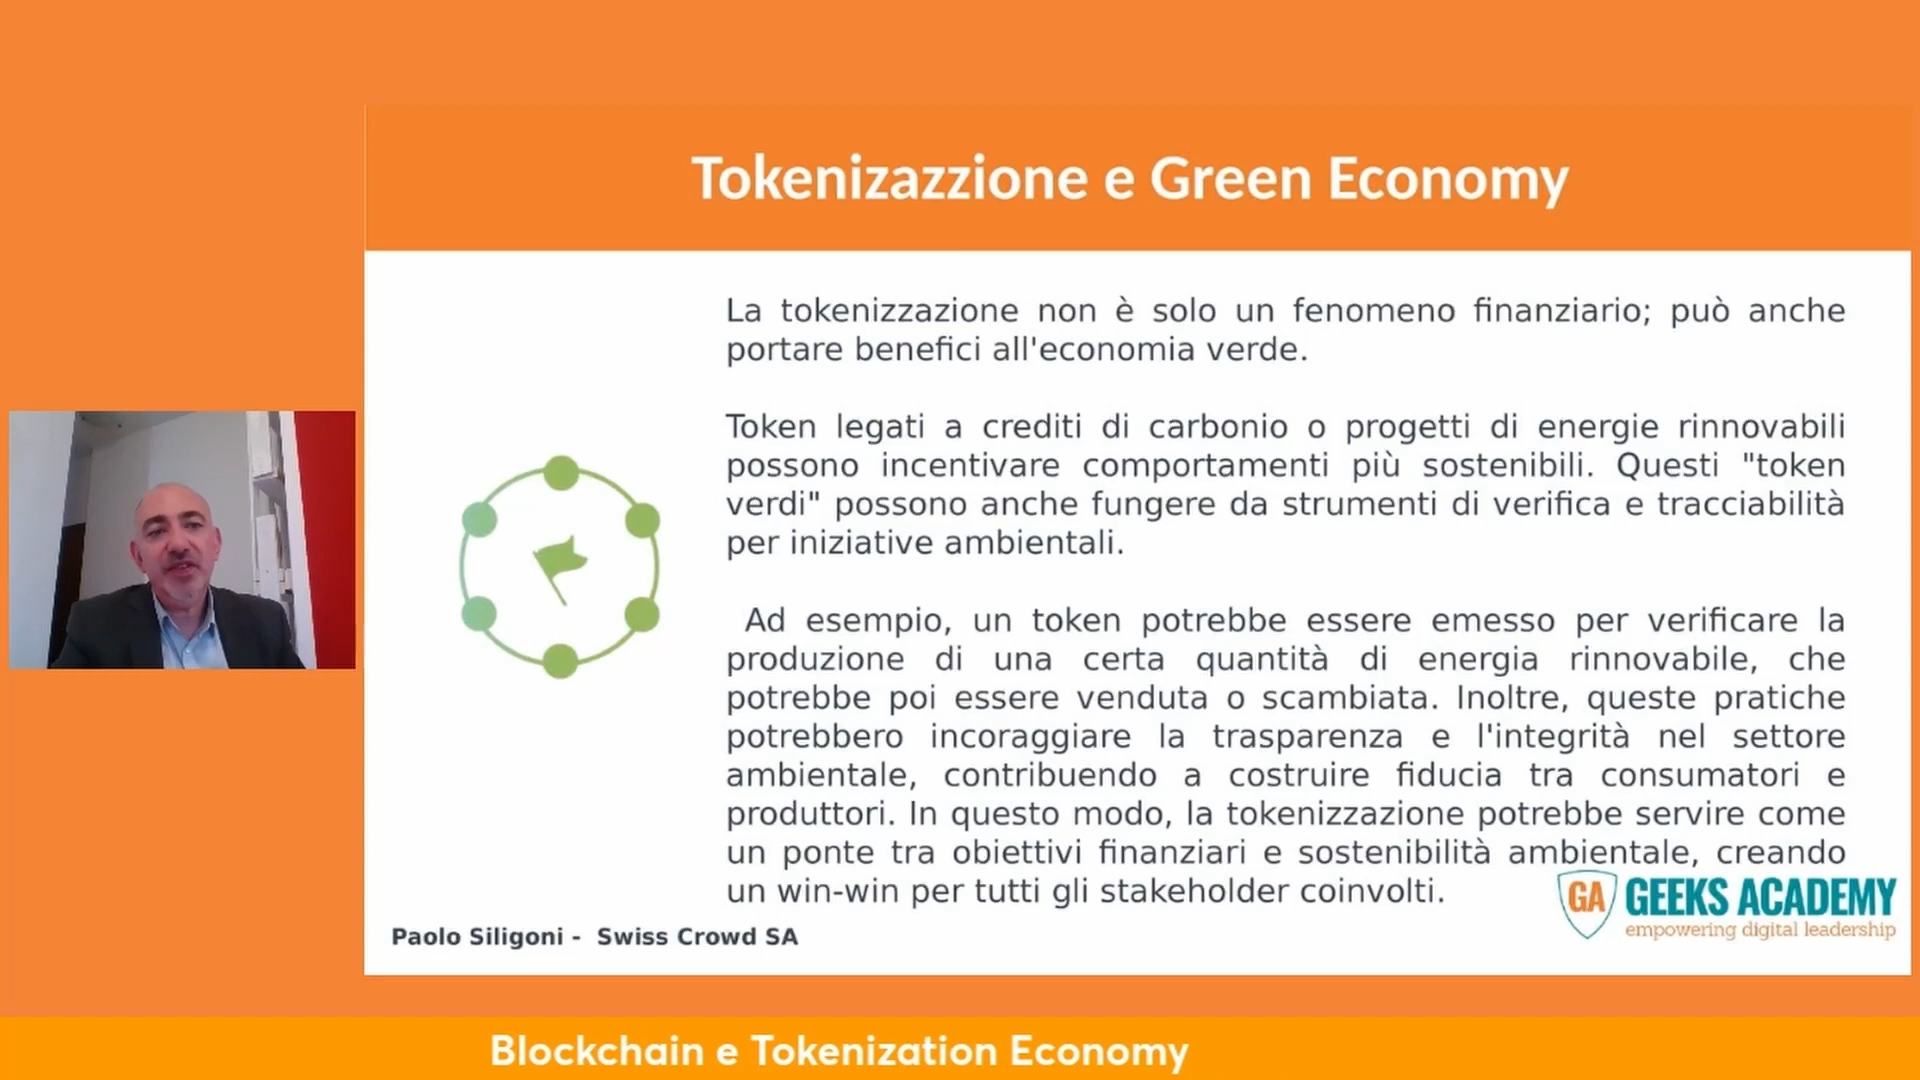 Tokenizazzione e Green Economy
La tokenizzazione non è solo un fenomeno finanziario; può anche
portare benefici all'economia verde.
Token legati a crediti di carbonio o progetti di energie rinnovabili
possono incentivare comportamenti più sostenibili. Questi "token
verdi" possono anche fungere da strumenti di verifica e tracciabilità
per iniziative ambientali.
Ad esempio, un token potrebbe essere emesso per verificare la
produzione di una certa quantità di energia rinnovabile, che
potrebbe poi essere venduta o scambiata. Inoltre, queste pratiche
potrebbero incoraggiare la trasparenza e l'integrità nel settore
ambientale, contribuendo a costruire fiducia tra consumatori e
produttori. In questo modo, la tokenizzazione potrebbe servire come
un ponte tra obiettivi finanziari e sostenibilità ambientale, creando
un win-win per tutti gli stakeholder coinvolti.
GA GEEKS ACADEMY
empowering digital leadership
Paolo Siligoni - Swiss Crowd SA
Blockchain e Tokenization Economy